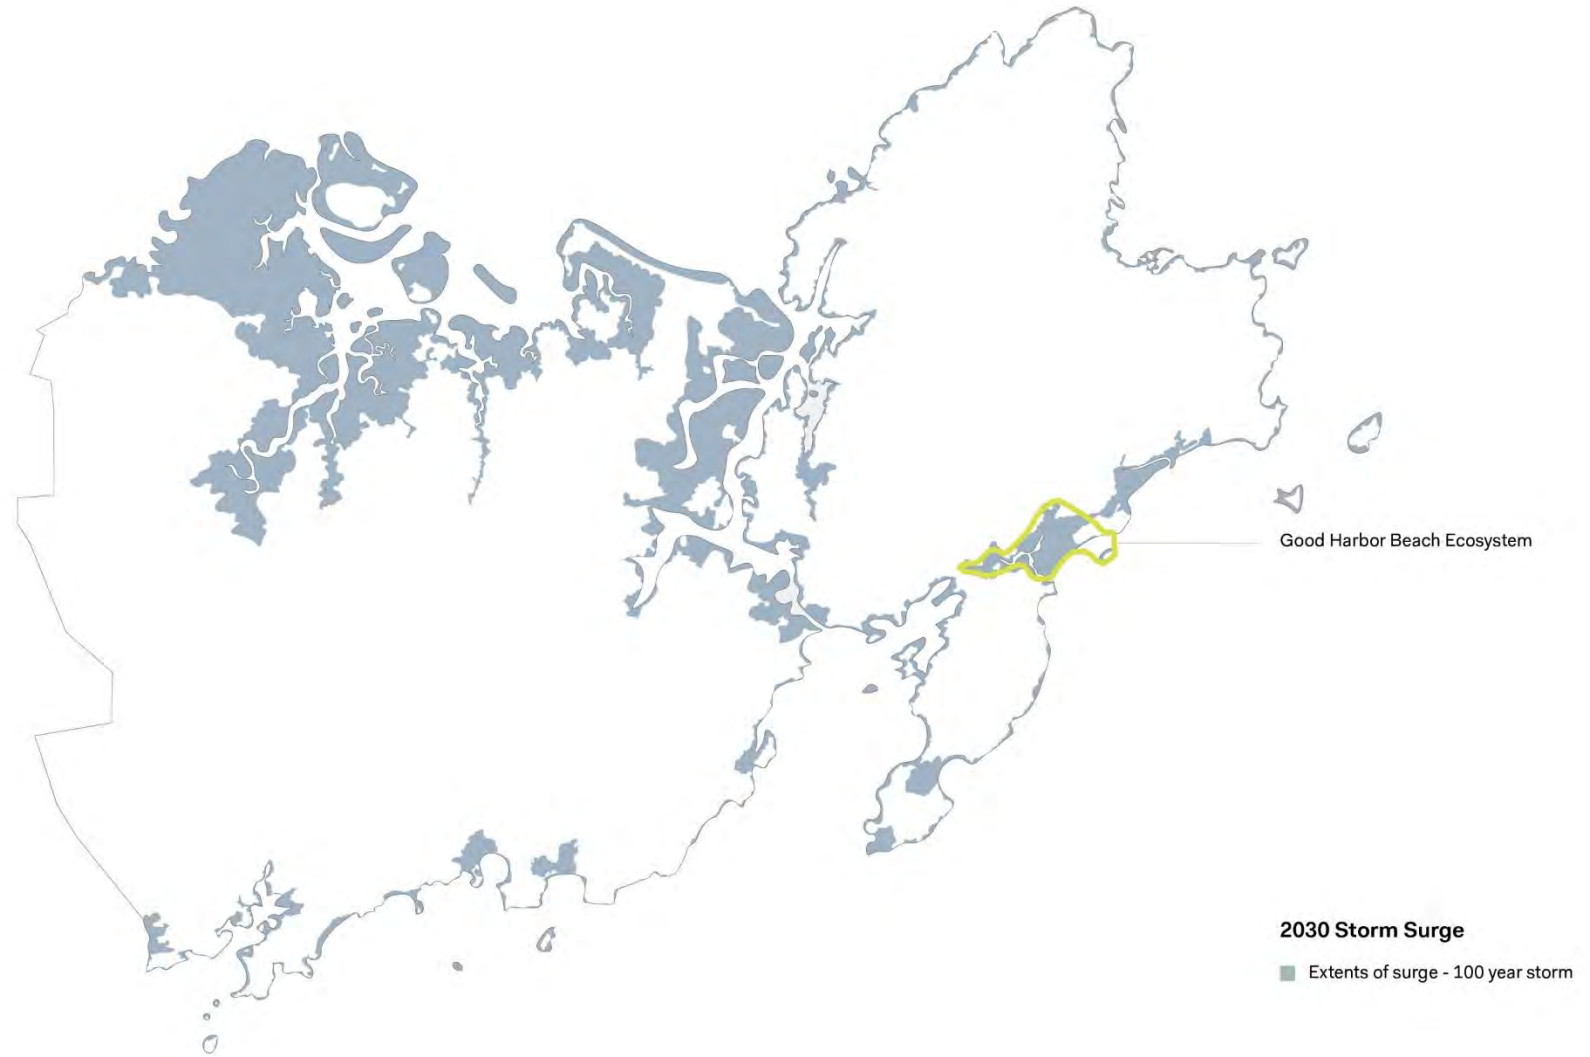 Good Harbor Beach Ecosystem
2030 Storm Surge
Extents of surge - 100 year storm